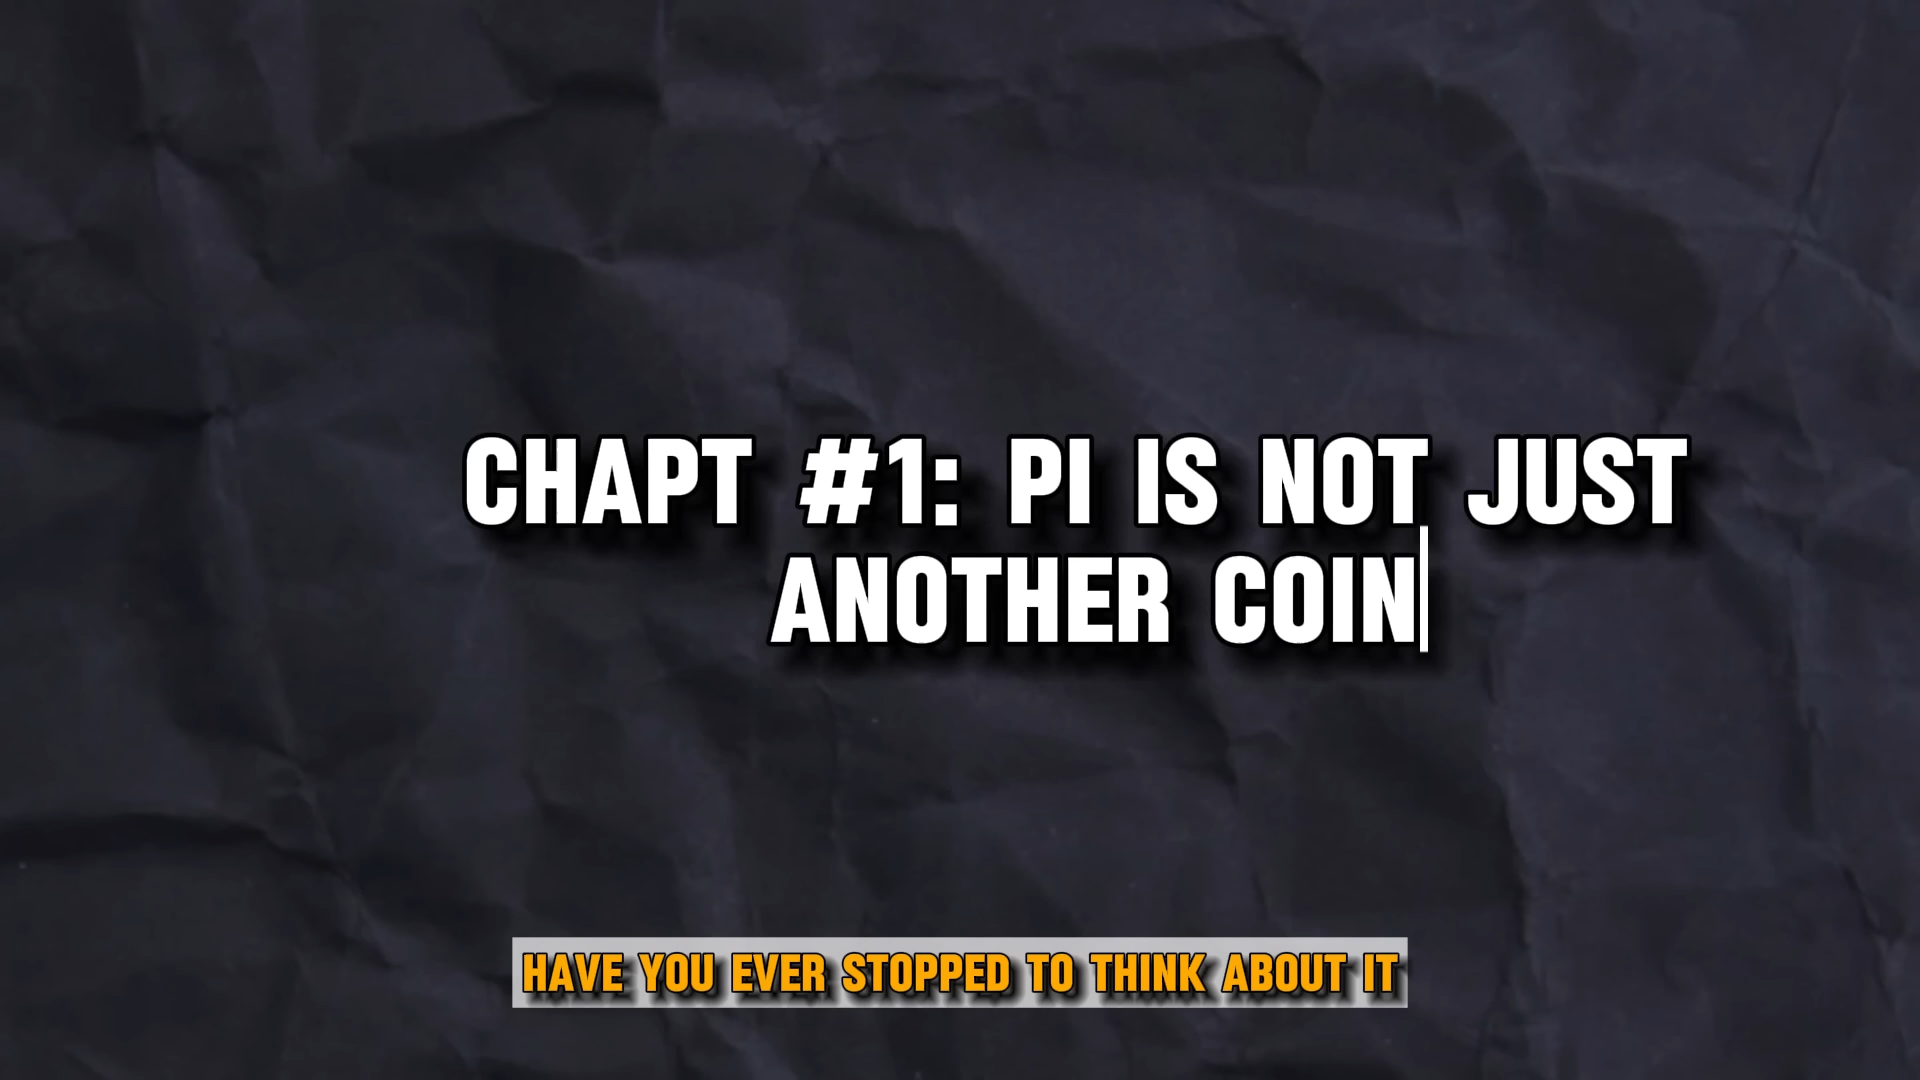 CHAPT #1: PI IS NOT JUST
ANOTHER COIN
HAVE YOU EVER STOPPED TO THINK ABOUT IT